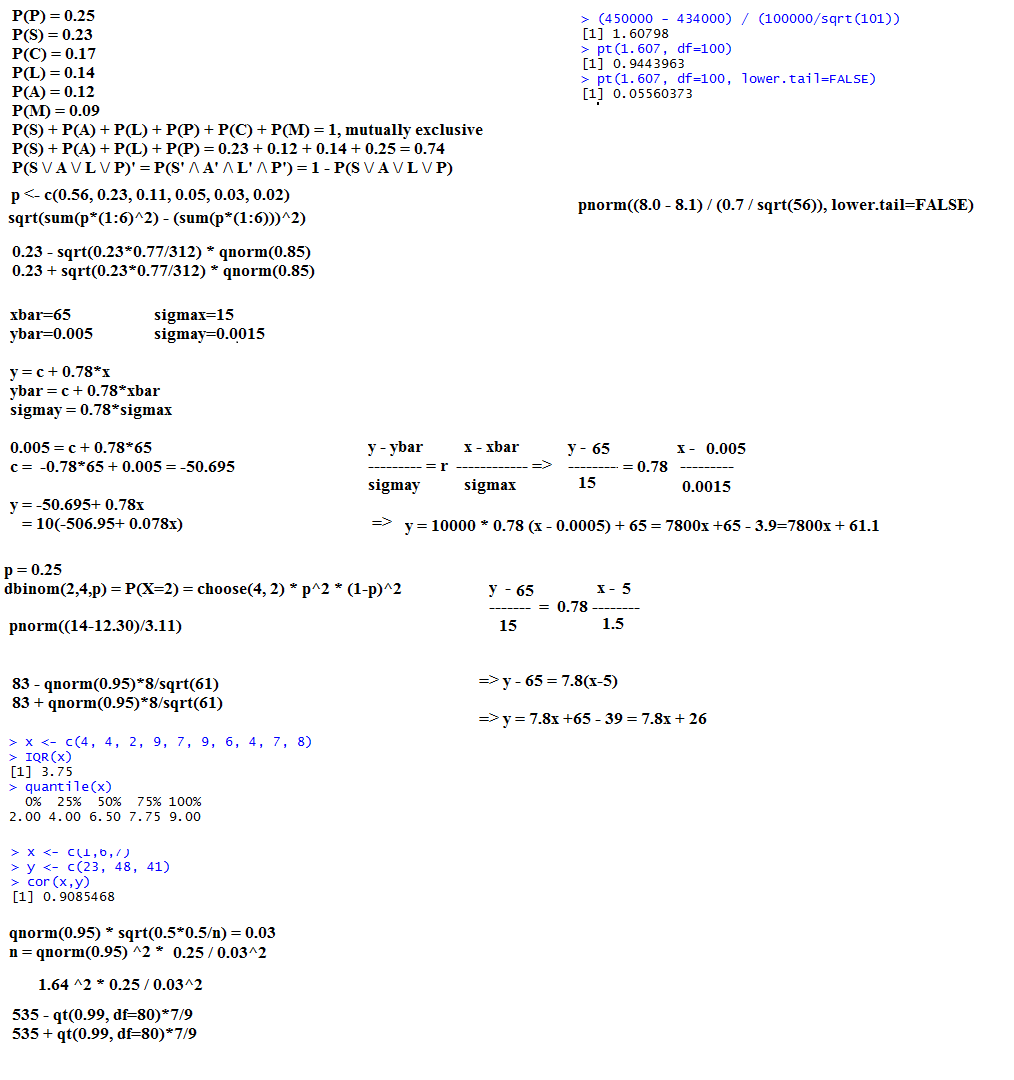 P(P) = 0.25
P(S) = 0.23
P(C) = 0.17
P(L) = 0.14
P(A) = 0.12
P(M) = 0.09
P(S) + P(A) + P(L) + P(P) + P(C) + P(M) = 1, mutually exclusive
P(S) + P(A) + P(L) + P(P) = 0.23 + 0.12 + 0.14 + 0.25 = 0.74
P(S \/ A \/ L \/ P)' = P(S' /\ A' /\ L' /\ P') = 1 - P(S \/ A \/ L \/ P)
> (450000 - 434000) / (100000/sqrt(101))
[1] 1.60798
> pt(1.607, df=100)
[1] 0.9443963
> pt(1.607, df=100, lower.tail=FALSE)
[1] 0.05560373
p <- c(0.56, 0.23, 0.11, 0.05, 0.03, 0.02)
sqrt(sum(p*(1:6)^2) - (sum(p*(1:6)))^2)
pnorm((8.0 - 8.1) / (0.7 / sqrt(56)), lower.tail=FALSE)
0.23 - sqrt(0.23*0.77/312) * qnorm(0.85)
0.23 + sqrt(0.23*0.77/312) * qnorm(0.85)
xbar=65 sigmax=15
ybar=0.005 sigmay=0.0015
y = c + 0.78*x
ybar = c + 0.78*xbar
sigmay = 0.78*sigmax
0.005 = c + 0.78*65
c = -0.78*65 + 0.005 = -50.695
y = -50.695+ 0.78x
= 10(-506.95+ 0.078x)
y - ybar x - xbar y - 65 x - 0.005
--------- = r ------------ => -------- = 0.78 ---------
sigmay sigmax 15 0.0015
=> y = 10000 * 0.78 (x - 0.0005) + 65 = 7800x +65 - 3.9=7800x + 61.1
p = 0.25
dbinom(2,4,p) = P(X=2) = choose(4, 2) * p^2 * (1-p)^2
pnorm((14-12.30)/3.11)
y - 65 x - 5
------- = 0.78 --------
15 1.5
=> y - 65 = 7.8(x-5)
=> y = 7.8x +65 - 39 = 7.8x + 26
83 - qnorm(0.95)*8/sqrt(61)
83 + qnorm(0.95)*8/sqrt(61)
> x <- c(4, 4, 2, 9, 7, 9, 6, 4, 7, 8)
> IQR(x)
[1] 3.75
> quantile(x)
0% 25% 50% 75% 100%
2.00 4.00 6.50 7.75 9.00
> x <- c(1,6,7)
> y <- c(23, 48, 41)
> cor(x,y)
[1] 0.9085468
qnorm(0.95) * sqrt(0.5*0.5/n) = 0.03
n = qnorm(0.95) ^2 * 0.25 / 0.03^2
1.64 ^2 * 0.25 / 0.03^2
535 - qt(0.99, df=80)*7/9
535 + qt(0.99, df=80)*7/9